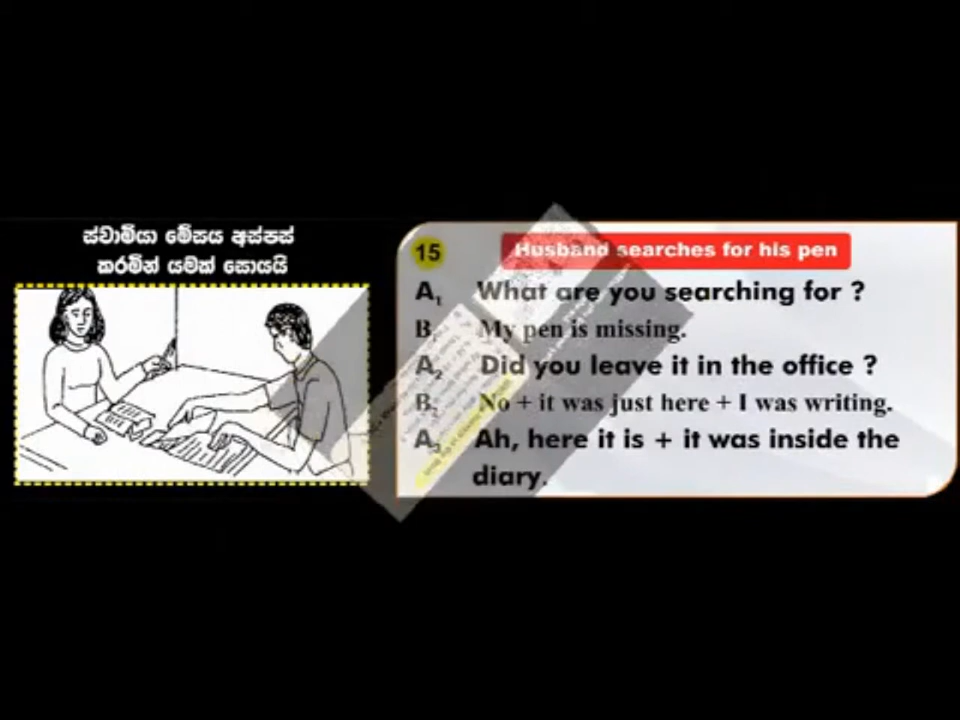 ස්වාමියා මේසය අස්පස්
කරමින් යමක් සොයයි
15 Husband searches for his pen
A1 What are you searching for ?
B My pen is missing.
A2 Did you leave it in the office ?
B2 No + it was just here + I was writing.
A3 Ah, here it is + it was inside the
diary.